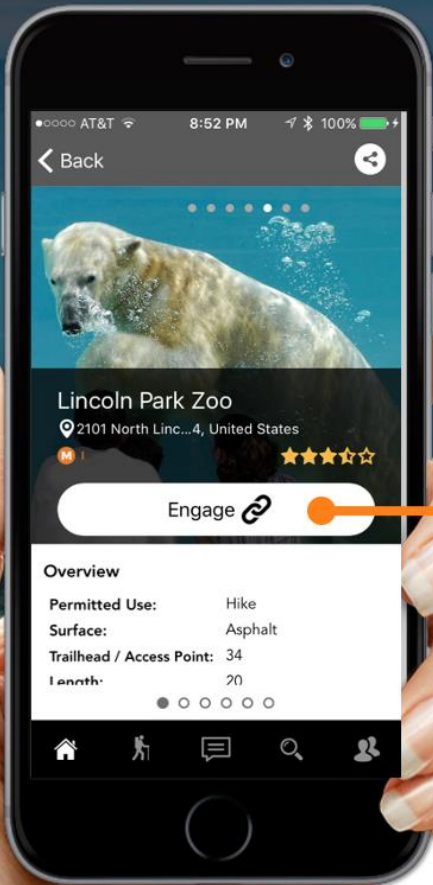 AT&T 8:52 PM 100%
Back
Lincoln Park Zoo
2101 North Linc...4, United States
M I
Engage
Overview
Permitted Use: Hike
Surface: Asphalt
Trailhead / Access Point: 34
Length: 20